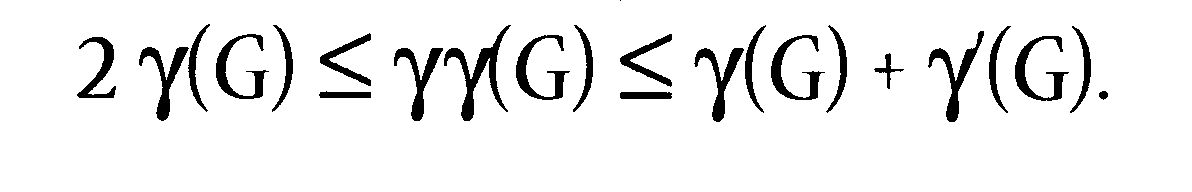 2 γ(G) ≤ γγ(G) ≤ γ(G) + γ′(G).